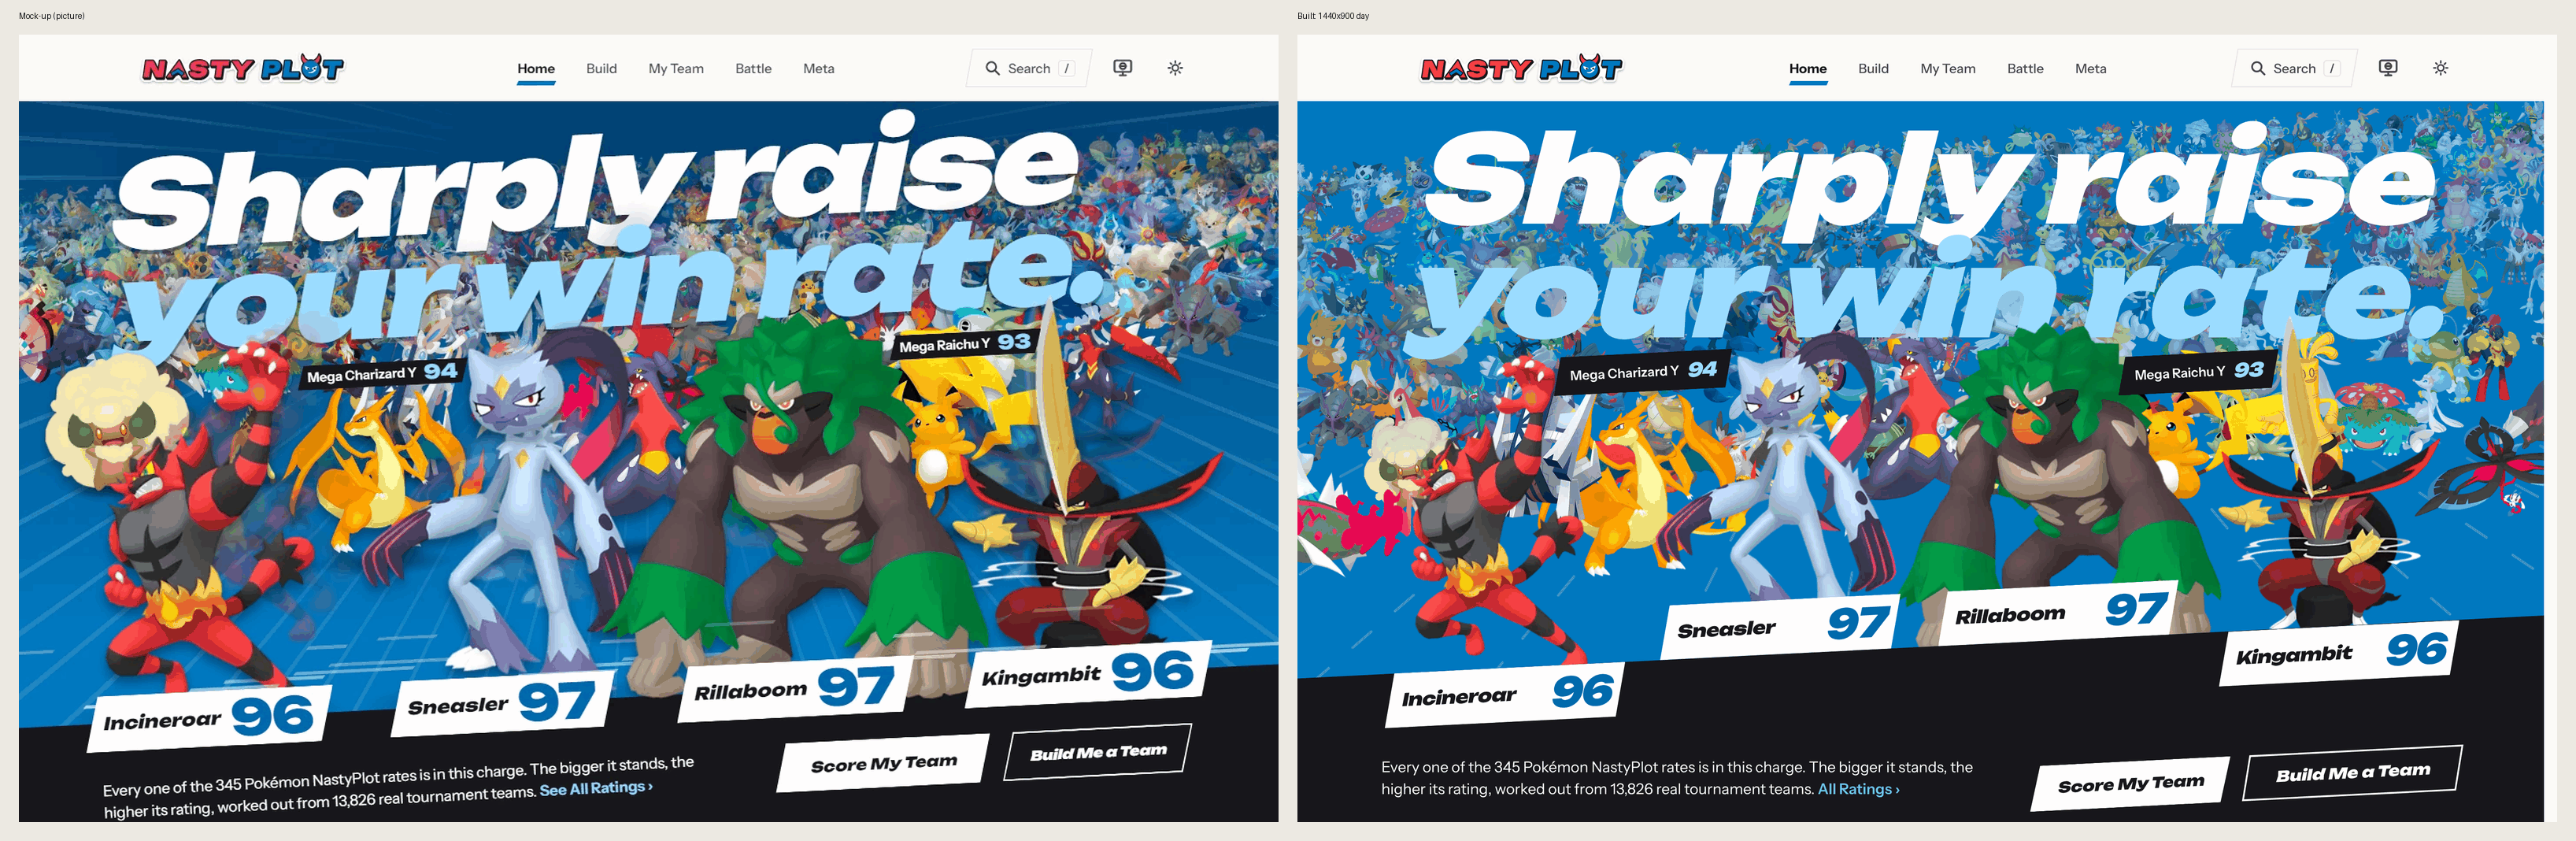 Mock-up (picture)
NASTY PLOT
Home Build My Team Battle Meta
Search /
Sharply raise
your win rate.
Mega Charizard Y 94
Mega Raichu Y 93
Incineroar 96
Sneasler 97
Rillaboom 97
Kingambit 96
Every one of the 345 Pokémon NastyPlot rates is in this charge. The bigger it stands, the
higher its rating, worked out from 13,826 real tournament teams. See All Ratings ›
Score My Team
Build Me a Team
Built: 1440x900 day
NASTY PLOT
Home Build My Team Battle Meta
Search /
Sharply raise
your win rate.
Mega Charizard Y 94
Mega Raichu Y 93
Sneasler 97
Rillaboom 97
Kingambit 96
Incineroar 96
Every one of the 345 Pokémon NastyPlot rates is in this charge. The bigger it stands, the
higher its rating, worked out from 13,826 real tournament teams. All Ratings ›
Score My Team
Build Me a Team